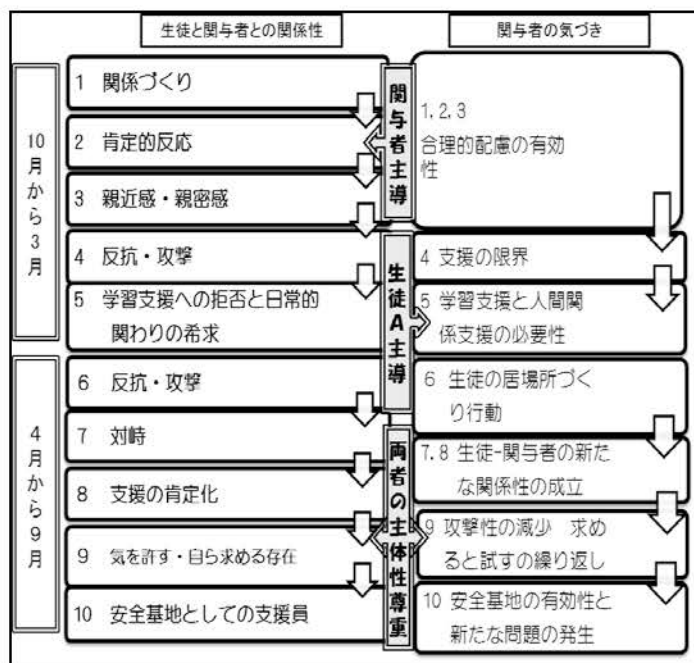 生徒と関与者との関係性
関与者の気づき
10月から3月
1 関係づくり
2 肯定的反応
3 親近感・親密感
4 反抗・攻撃
5 学習支援への拒否と日常的
関わりの希求
4月から9月
6 反抗・攻撃
7 対峙
8 支援の肯定化
9 気を許す・自ら求める存在
10 安全基地としての支援員
関与者主導
生徒A主導
両者の主体性尊重
1,2,3
合理的配慮の有効
性
4 支援の限界
5 学習支援と人間関
係支援の必要性
6 生徒の居場所づく
り行動
7,8 生徒-関与者の新た
な関係性の成立
9 攻撃性の減少 求め
ると試すの繰り返し
10 安全基地の有効性と
新たな問題の発生